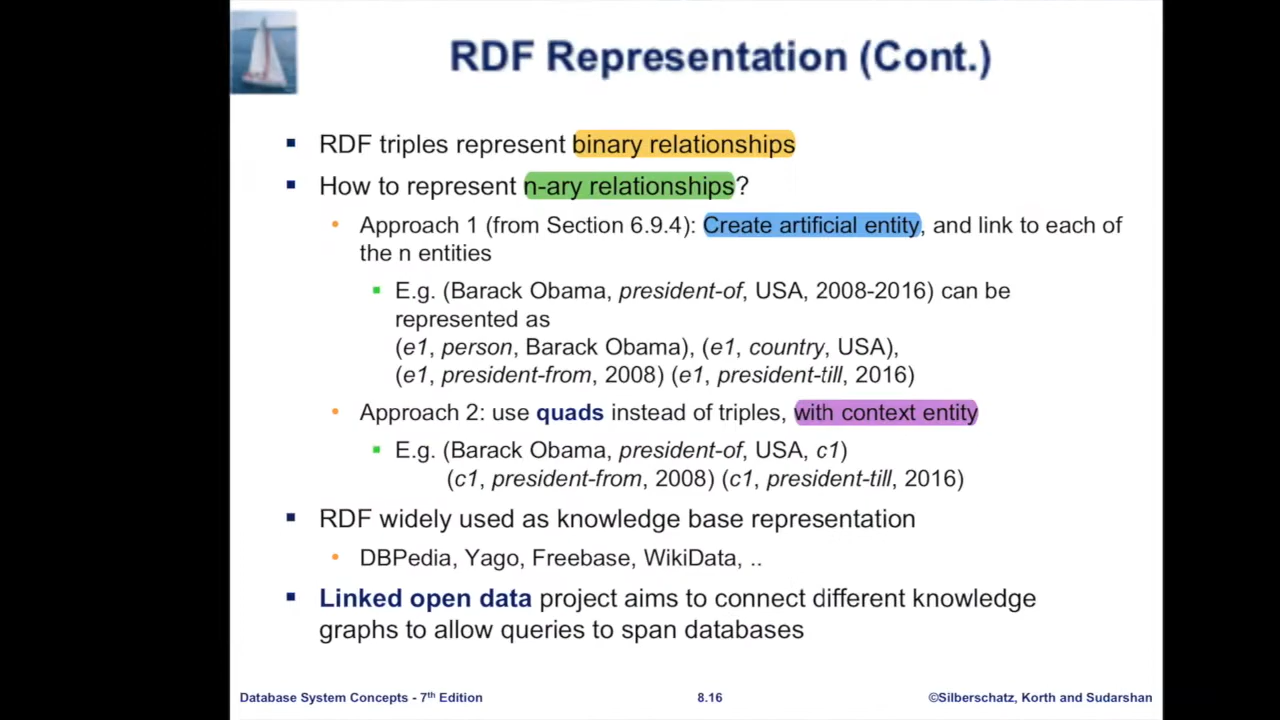 RDF Representation (Cont.)
▪ RDF triples represent binary relationships
▪ How to represent n-ary relationships?
• Approach 1 (from Section 6.9.4): Create artificial entity, and link to each of
the n entities
▪ E.g. (Barack Obama, president-of, USA, 2008-2016) can be
represented as
(e1, person, Barack Obama), (e1, country, USA),
(e1, president-from, 2008) (e1, president-till, 2016)
• Approach 2: use quads instead of triples, with context entity
▪ E.g. (Barack Obama, president-of, USA, c1)
(c1, president-from, 2008) (c1, president-till, 2016)
▪ RDF widely used as knowledge base representation
• DBPedia, Yago, Freebase, WikiData, ..
▪ Linked open data project aims to connect different knowledge
graphs to allow queries to span databases
Database System Concepts - 7th Edition
8.16
©Silberschatz, Korth and Sudarshan